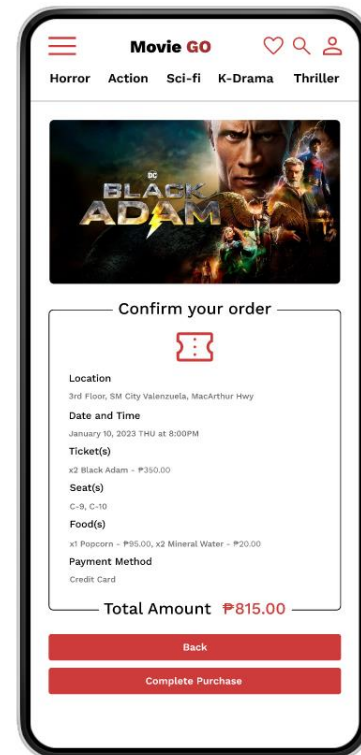 Movie GO
Horror Action Sci-fi K-Drama Thriller
DC
BLACK
ADAM
Confirm your order
Location
3rd Floor, SM City Valenzuela, MacArthur Hwy
Date and Time
January 10, 2023 THU at 8:00PM
Ticket(s)
x2 Black Adam - ₱350.00
Seat(s)
C-9, C-10
Food(s)
x1 Popcorn - ₱95.00, x2 Mineral Water - ₱20.00
Payment Method
Credit Card
Total Amount ₱815.00
Back
Complete Purchase